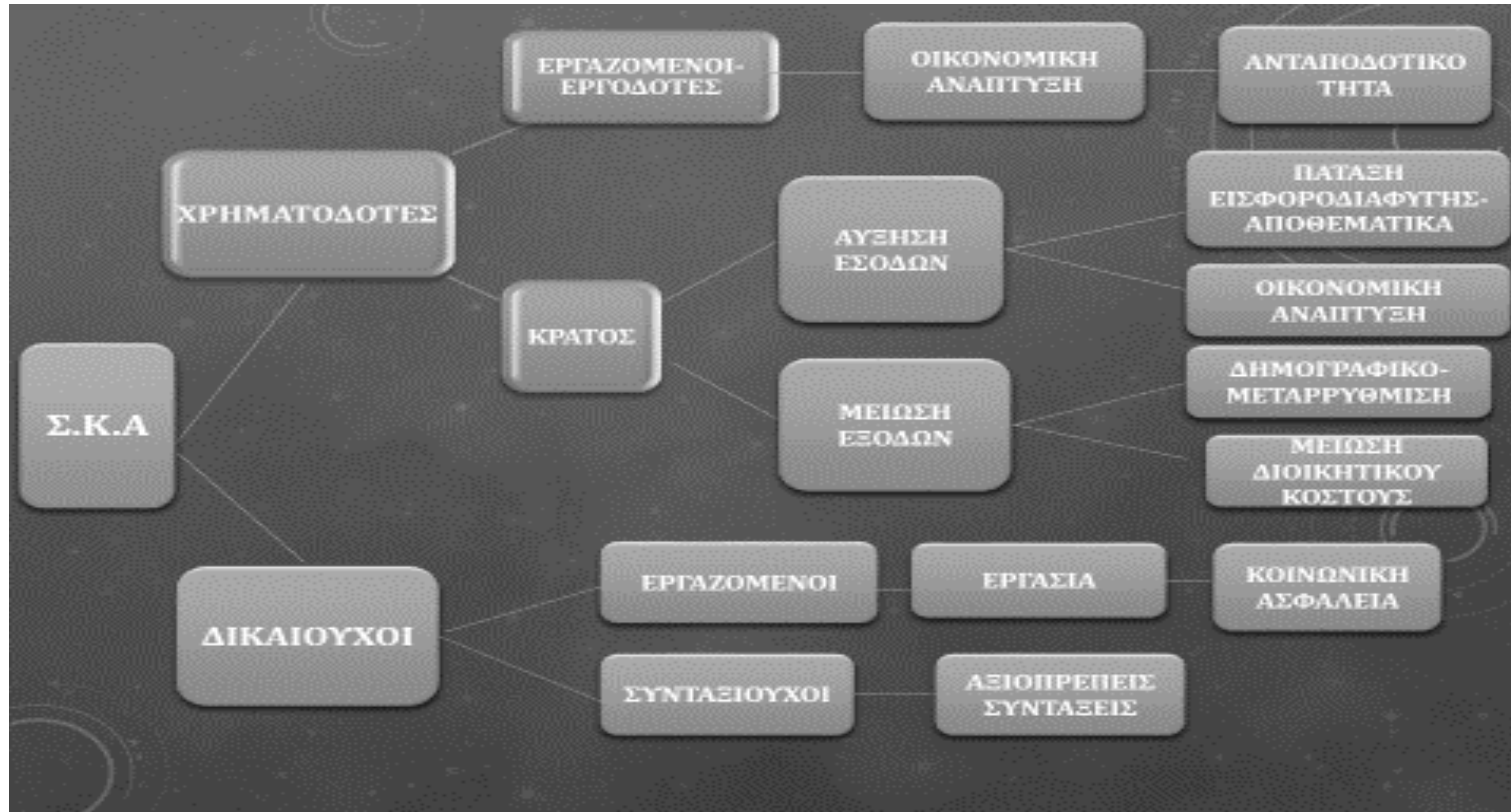 ΕΡΓΑΖΟΜΕΝΟΙ-
ΕΡΓΟΔΟΤΕΣ
ΟΙΚΟΝΟΜΙΚΗ
ΑΝΑΠΤΥΞΗ
ΑΝΤΑΠΟΔΟΤΙΚΟ
ΤΗΤΑ
ΧΡΗΜΑΤΟΔΟΤΕΣ
ΠΑΤΑΞΗ
ΕΙΣΦΟΡΟΔΙΑΦΥΓΗΣ-
ΑΠΟΘΕΜΑΤΙΚΑ
ΑΥΞΗΣΗ
ΕΣΟΔΩΝ
ΟΙΚΟΝΟΜΙΚΗ
ΑΝΑΠΤΥΞΗ
ΚΡΑΤΟΣ
ΔΗΜΟΓΡΑΦΙΚΟ-
ΜΕΤΑΡΡΥΘΜΙΣΗ
ΜΕΙΩΣΗ
ΕΞΟΔΩΝ
ΜΕΙΩΣΗ
ΔΙΟΙΚΗΤΙΚΟΥ
ΚΟΣΤΟΥΣ
Σ.Κ.Α
ΔΙΚΑΙΟΥΧΟΙ
ΕΡΓΑΖΟΜΕΝΟΙ
ΕΡΓΑΣΙΑ
ΚΟΙΝΩΝΙΚΗ
ΑΣΦΑΛΕΙΑ
ΣΥΝΤΑΞΙΟΥΧΟΙ
ΑΞΙΟΠΡΕΠΕΙΣ
ΣΥΝΤΑΞΕΙΣ